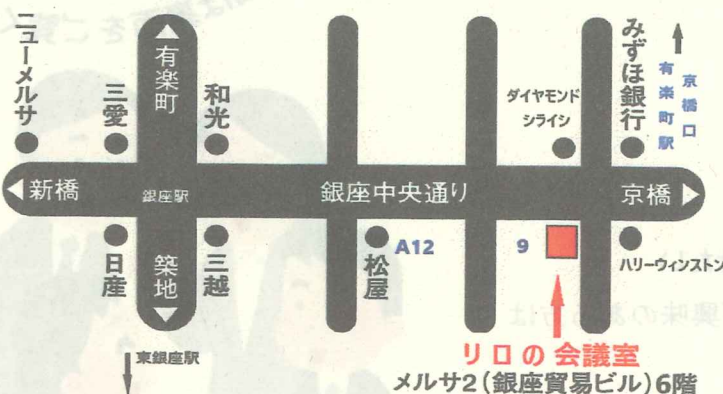 ニューメルサ
三愛
有楽町
和光
ダイヤモンド
シライシ
みずほ銀行
有楽町駅
京橋口
新橋
銀座駅
銀座中央通り
京橋
日産
築地
三越
松屋
A12
9
ハリーウィンストン
東銀座駅
リロの会議室
メルサ2(銀座貿易ビル)6階